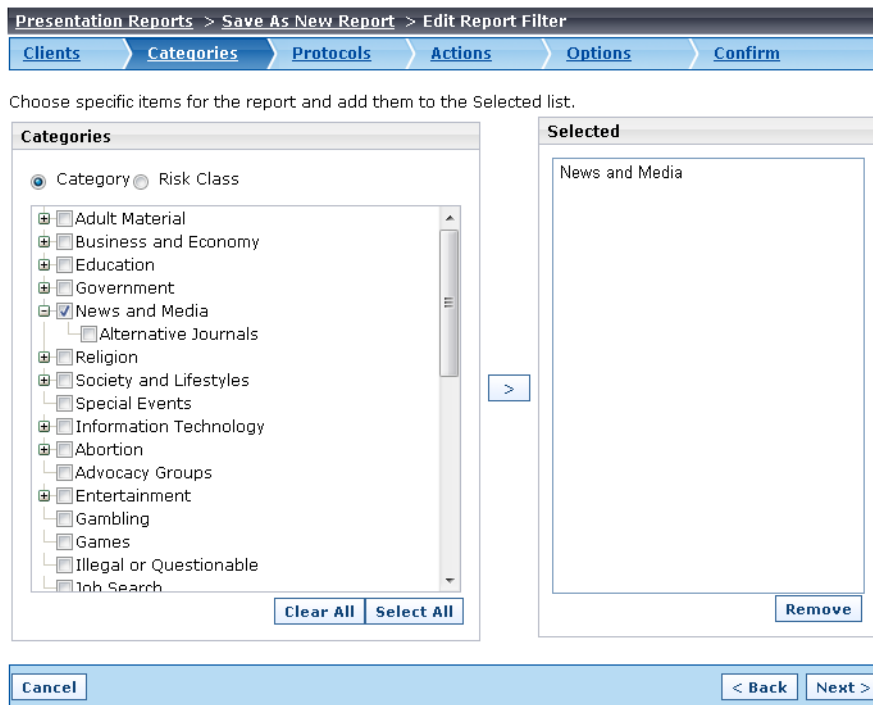 Presentation Reports > Save As New Report > Edit Report Filter
Clients Categories Protocols Actions Options Confirm
Choose specific items for the report and add them to the Selected list.
Categories
Category Risk Class
Adult Material
Business and Economy
Education
Government
News and Media
Alternative Journals
Religion
Society and Lifestyles
Special Events
Information Technology
Abortion
Advocacy Groups
Entertainment
Gambling
Games
Illegal or Questionable
Job Search
Clear All Select All
>
Selected
News and Media
Remove
Cancel < Back Next >